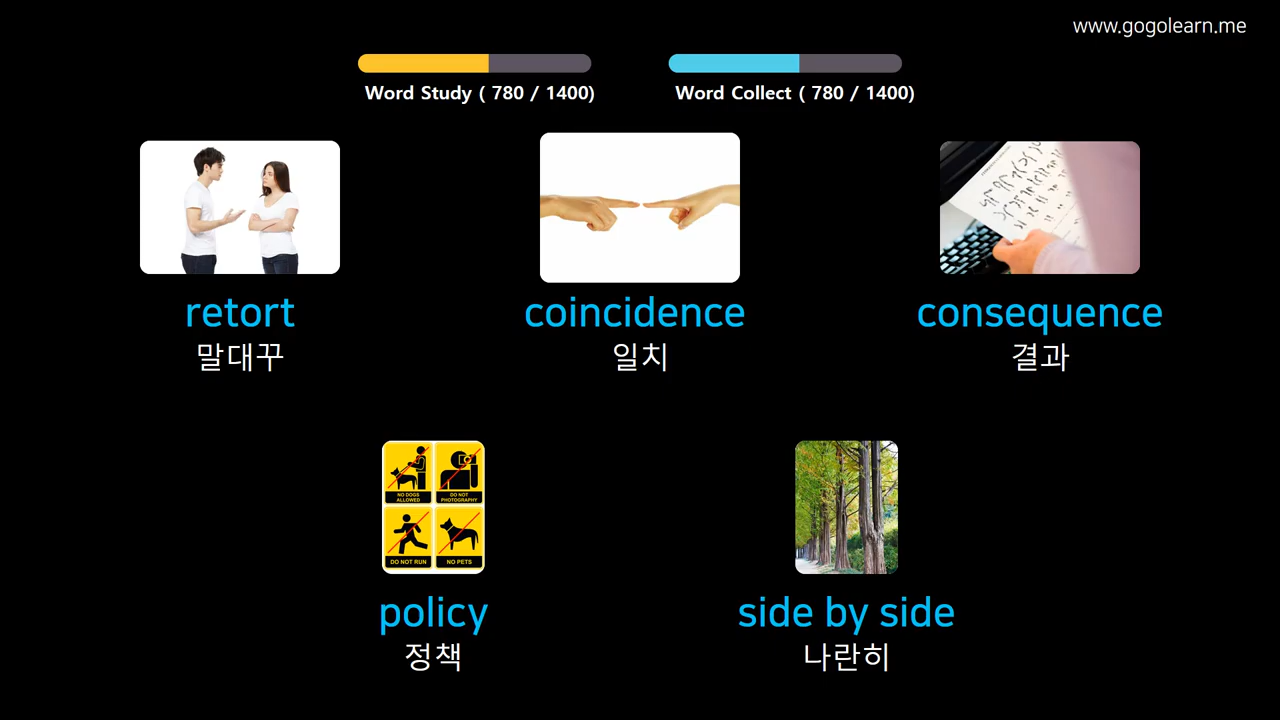 www.gogolearn.me
Word Study ( 780 / 1400)
Word Collect ( 780 / 1400)
retort
말대꾸
coincidence
일치
consequence
결과
NO DOGS
ALLOWED
DO NOT
PHOTOGRAPHY
DO NOT RUN
NO PETS
policy
정책
side by side
나란히